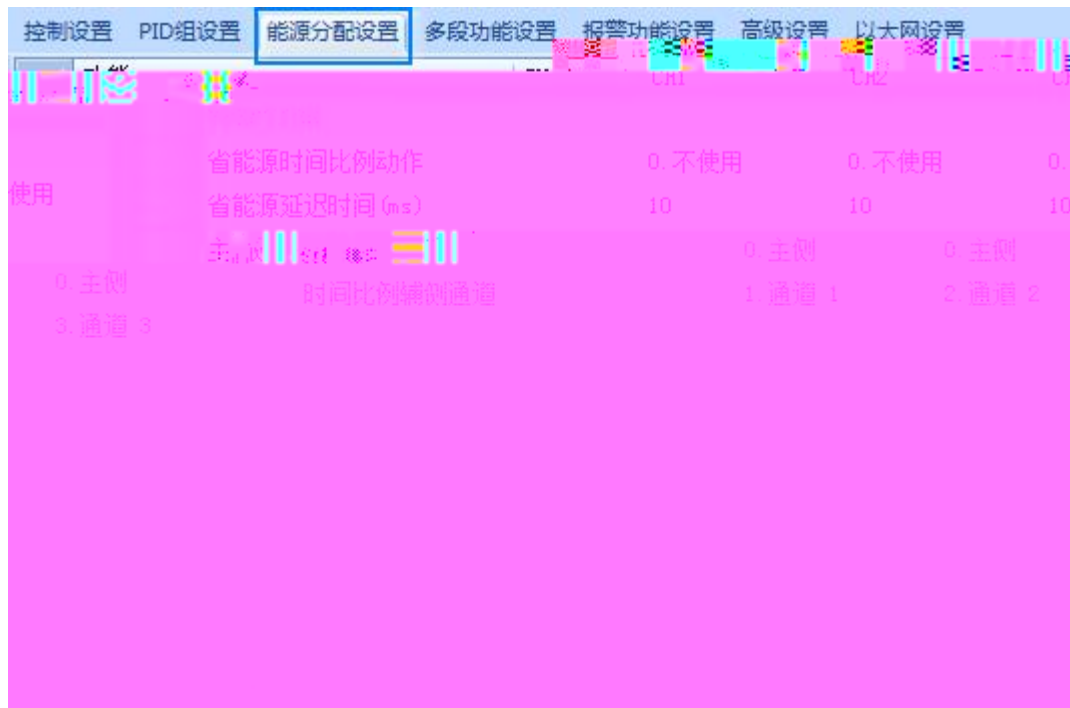 控制设置 PID组设置 能源分配设置 多段功能设置 报警功能设置 高级设置 以太网设置
功能
CH1 CH2
省能源时间比例动作 0.不使用 0.不使用 0.
使用
省能源延迟时间(ms) 10 10 10
0.主侧 0.主侧
0.主侧
时间比例辅侧通道 1.通道 1 2.通道 2
3.通道 3